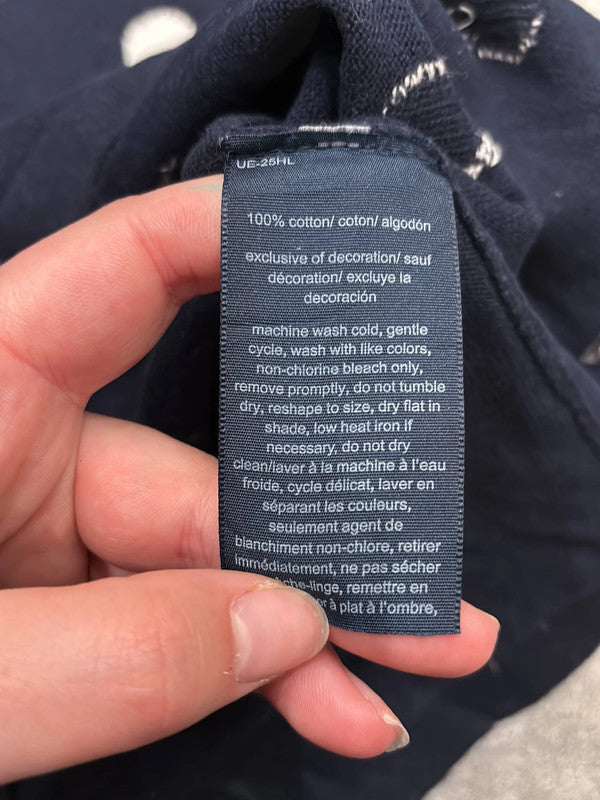 UE-25HL
100% cotton/ coton/ algodón
exclusive of decoration/ sauf
décoration/ excluye la
decoración
machine wash cold, gentle
cycle, wash with like colors,
non-chlorine bleach only,
remove promptly, do not tumble
dry, reshape to size, dry flat in
shade, low heat iron if
necessary, do not dry
clean/laver à la machine à l'eau
froide, cycle délicat, laver en
séparant les couleurs,
seulement agent de
blanchiment non-chlore, retirer
immédiatement, ne pas sécher
remettre en
à plat à l'ombre,